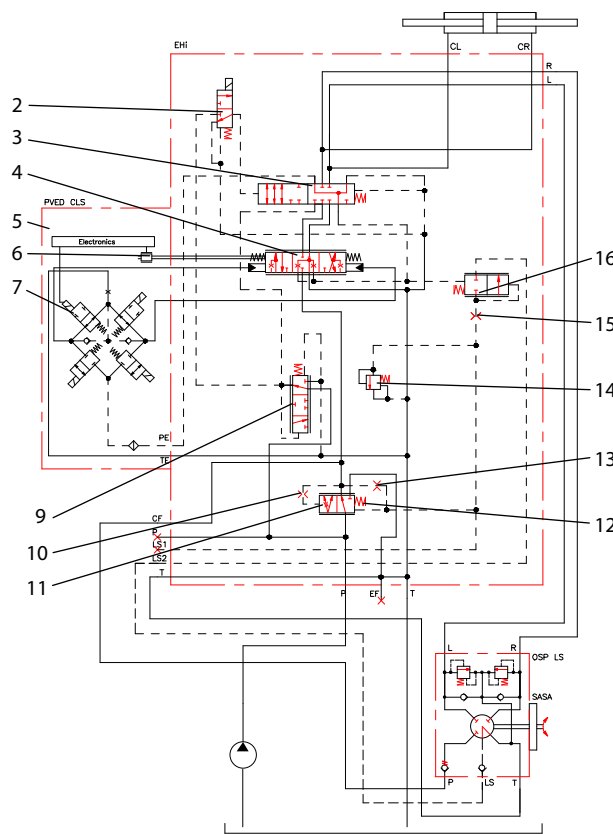 CL CR
EHi
R
L
2
3
4
PVED CLS
5
Electronics
6
7
16
15
14
PE
TE
9
13
10
12
11
CF
P
LS1
LS2
T
P EF T
L R
OSP LS
SASA
P LS T